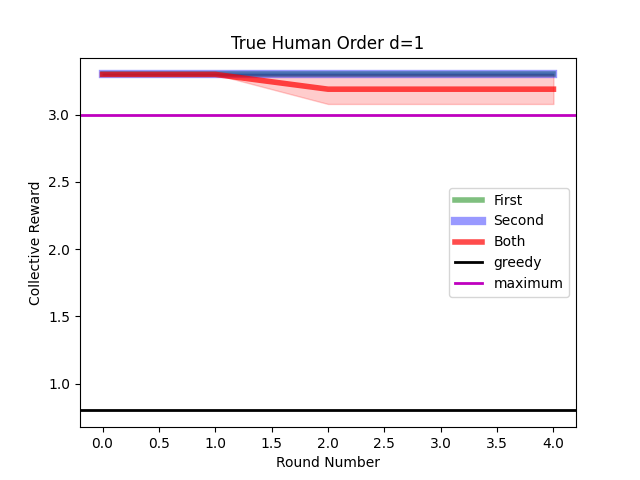 True Human Order d=1
Collective Reward
3.0
2.5
2.0
1.5
1.0
First
Second
Both
greedy
maximum
0.0 0.5 1.0 1.5 2.0 2.5 3.0 3.5 4.0
Round Number